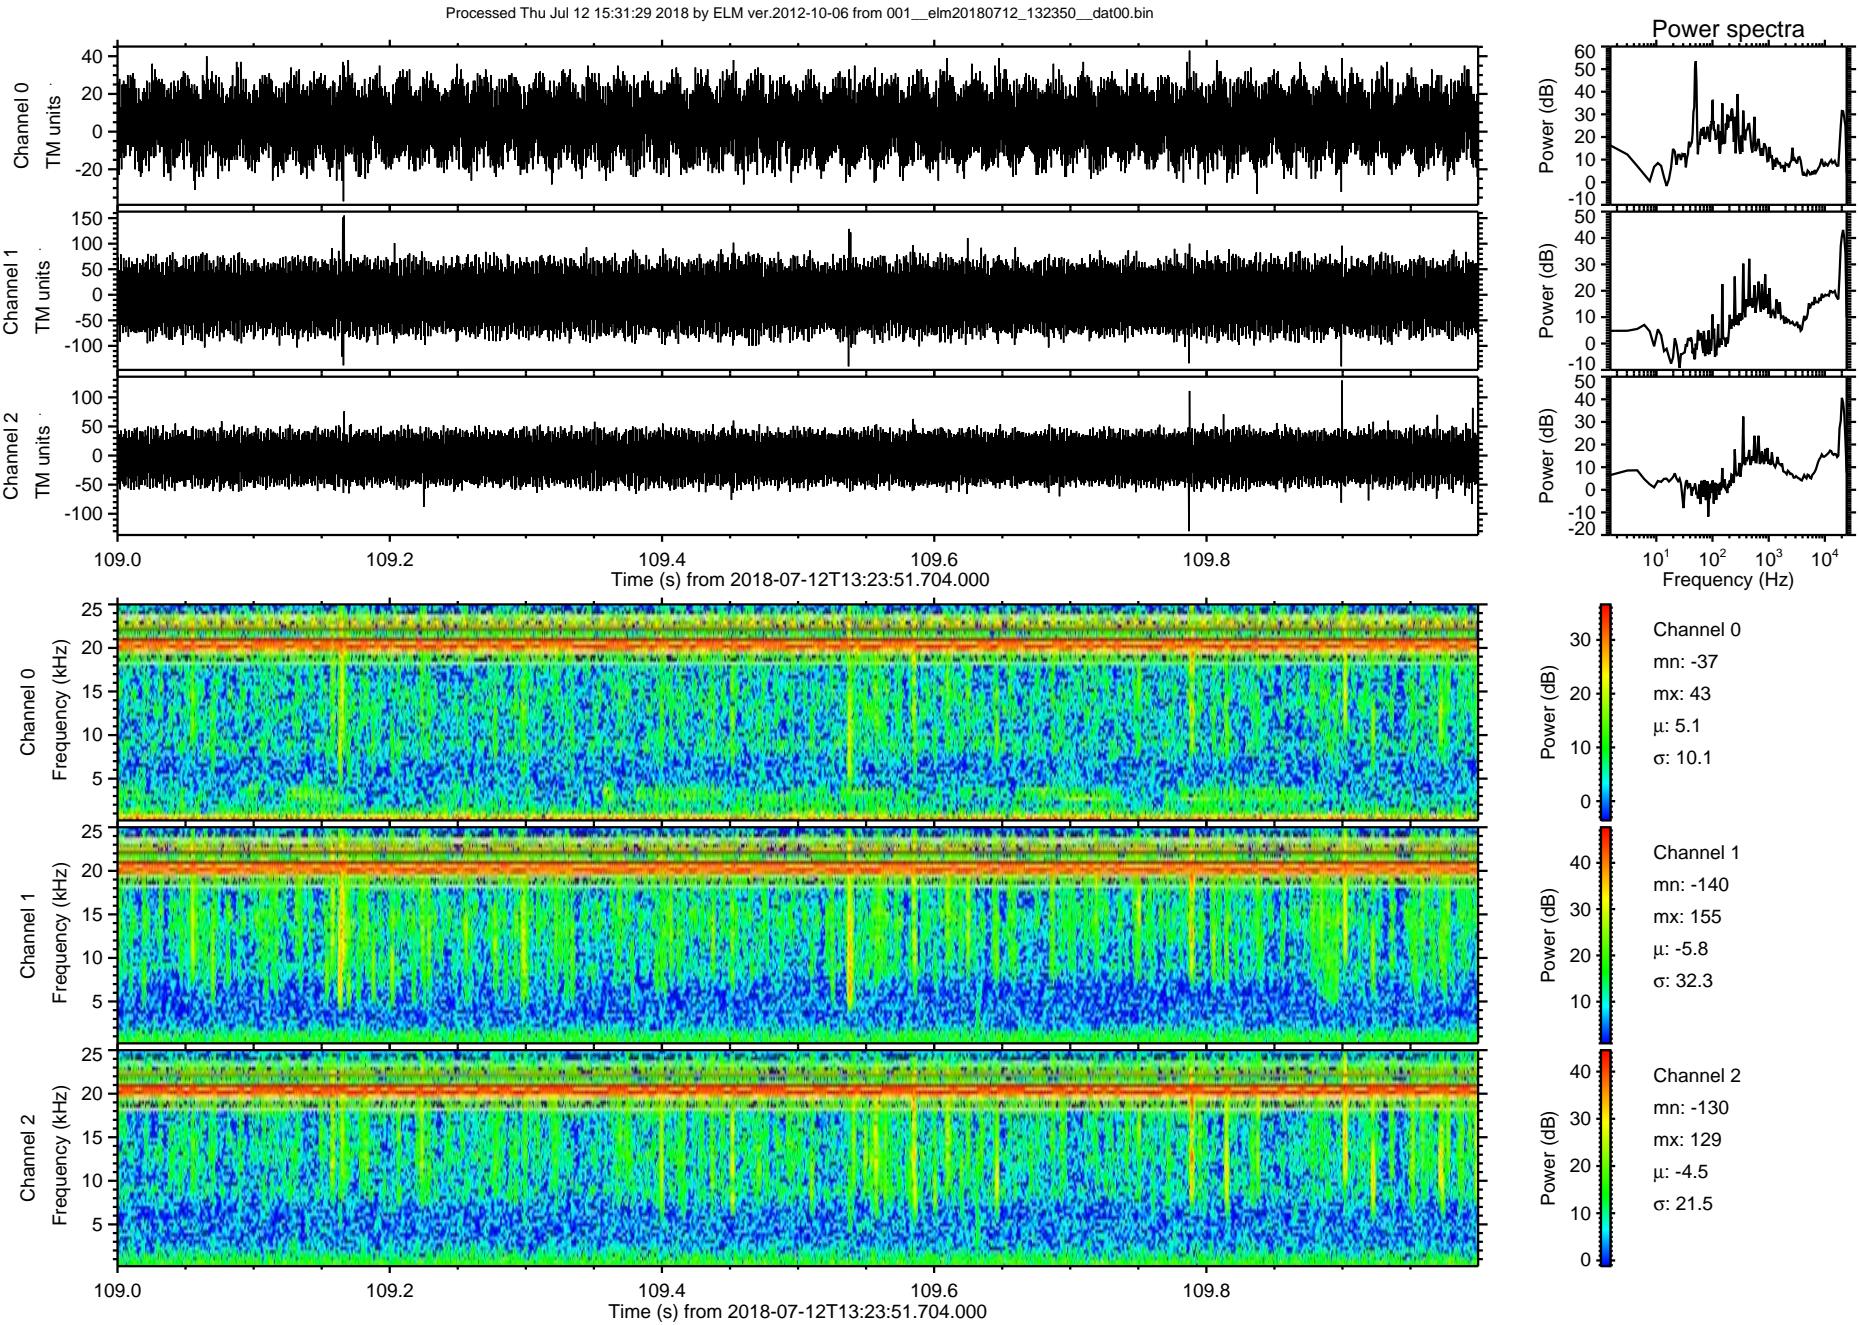 Processed Thu Jul 12 15:31:29 2018 by ELM ver.2012-10-06 from 001__elm20180712_132350__dat00.bin
Power spectra
Channel 0
TM units
40
20
0
-20
Power (dB)
60
50
40
30
20
10
0
-10
Channel 1
TM units
150
100
50
0
-50
-100
Power (dB)
50
40
30
20
10
0
-10
Channel 2
TM units
100
50
0
-50
-100
Power (dB)
50
40
30
20
10
0
-10
-20
109.0 109.2 109.4 109.6 109.8
Time (s) from 2018-07-12T13:23:51.704.000
10¹ 10² 10³ 10⁴
Frequency (Hz)
Channel 0
Frequency (kHz)
25
20
15
10
5
Power (dB)
30
20
10
0
Channel 0
mn: -37
mx: 43
μ: 5.1
σ: 10.1
Channel 1
Frequency (kHz)
25
20
15
10
5
Power (dB)
40
30
20
10
Channel 1
mn: -140
mx: 155
μ: -5.8
σ: 32.3
Channel 2
Frequency (kHz)
25
20
15
10
5
Power (dB)
40
30
20
10
0
Channel 2
mn: -130
mx: 129
μ: -4.5
σ: 21.5
109.0 109.2 109.4 109.6 109.8
Time (s) from 2018-07-12T13:23:51.704.000